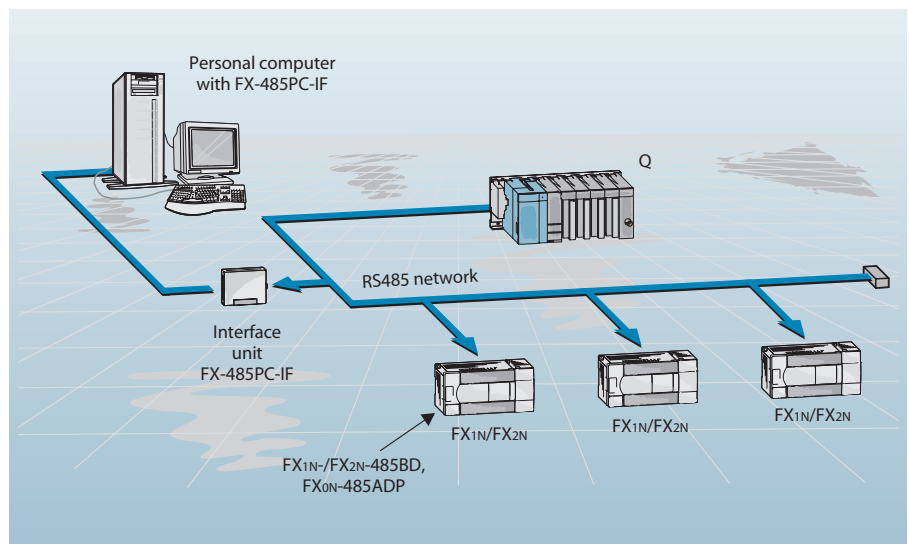 Personal computer
with FX-485PC-IF
Q
RS485 network
Interface
unit
FX-485PC-IF
FX1N/FX2N
FX1N/FX2N
FX1N/FX2N
FX1N-/FX2N-485BD,
FX0N-485ADP